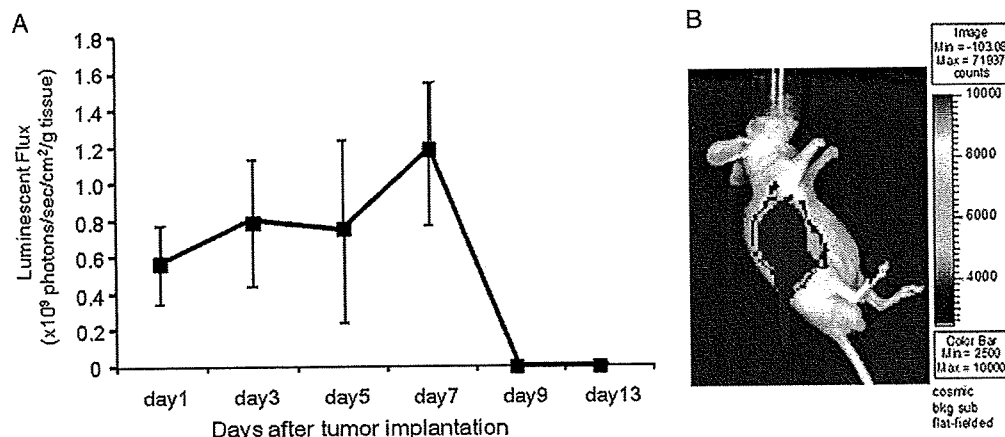 A
1.8
1.6
1.4
1.2
1.0
0.8
0.6
0.4
0.2
0
Luminescent Flux
(x10⁹ photons/sec/cm²/g tissue)
day1 day3 day5 day7 day9 day13
Days after tumor implantation
B
Image
Min = -103.09
Max = 71937
counts
10000
8000
6000
4000
Color Bar
Min = 2500
Max = 10000
cosmic
bkg sub
flat-fielded